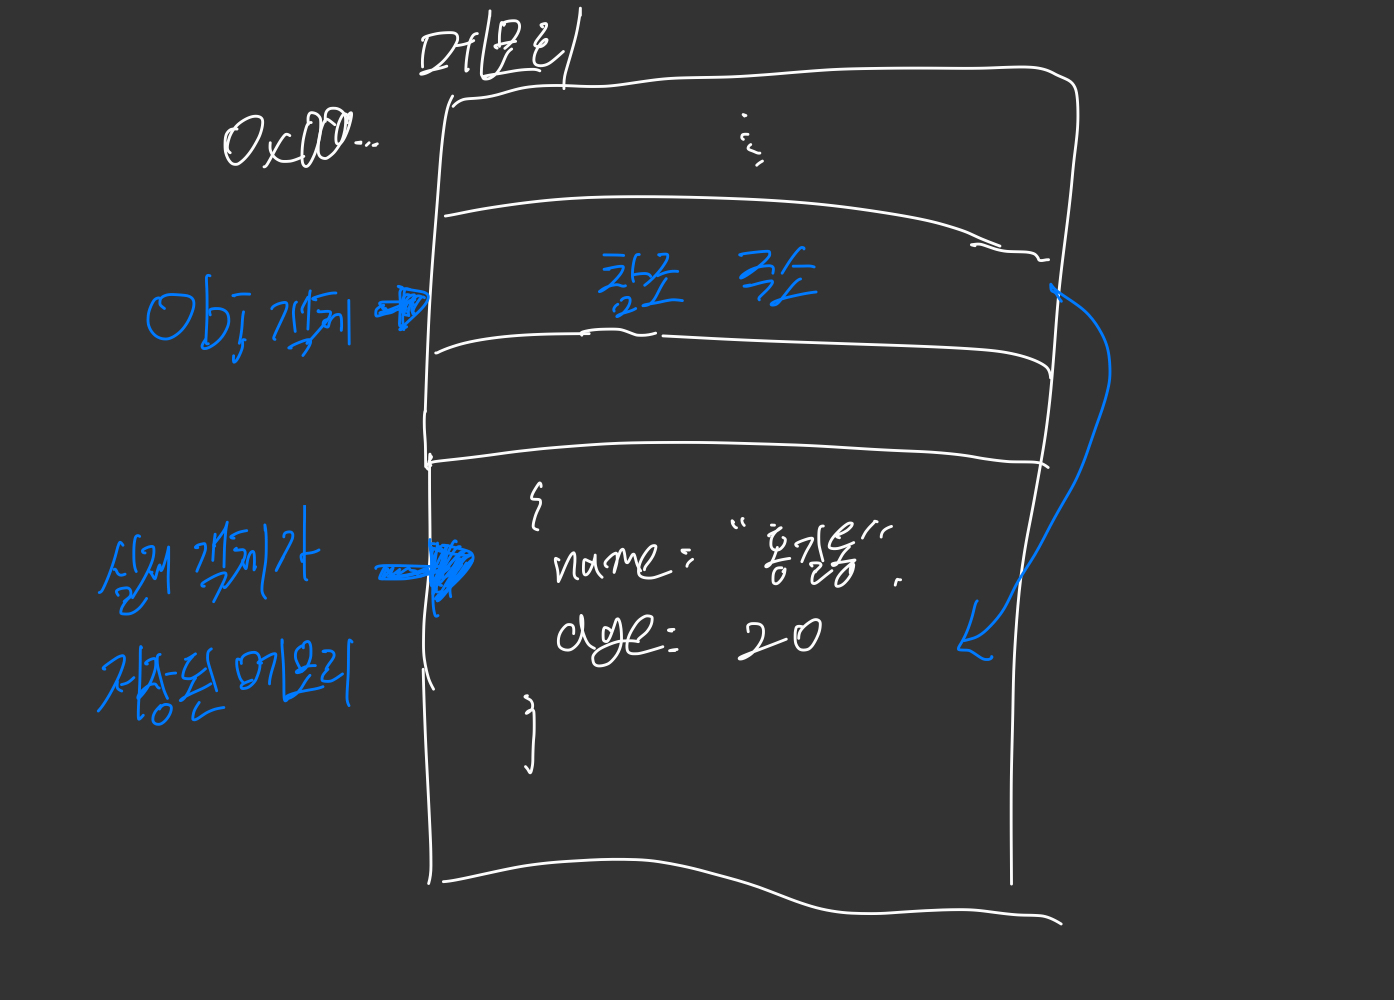 메모리
0x00...
참조 주소
Obj 객체
{
name: "홍길동",
age: 20
}
실제 객체가
저장된 메모리